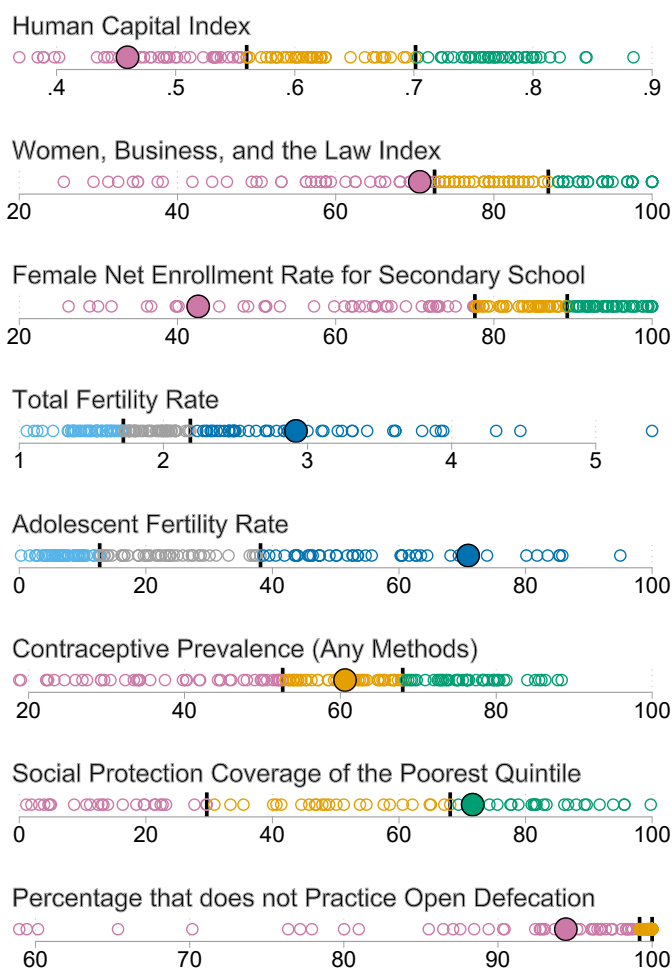 Human Capital Index
.4 .5 .6 .7 .8 .9
Women, Business, and the Law Index
20 40 60 80 100
Female Net Enrollment Rate for Secondary School
20 40 60 80 100
Total Fertility Rate
1 2 3 4 5
Adolescent Fertility Rate
0 20 40 60 80 100
Contraceptive Prevalence (Any Methods)
20 40 60 80 100
Social Protection Coverage of the Poorest Quintile
0 20 40 60 80 100
Percentage that does not Practice Open Defecation
60 70 80 90 100